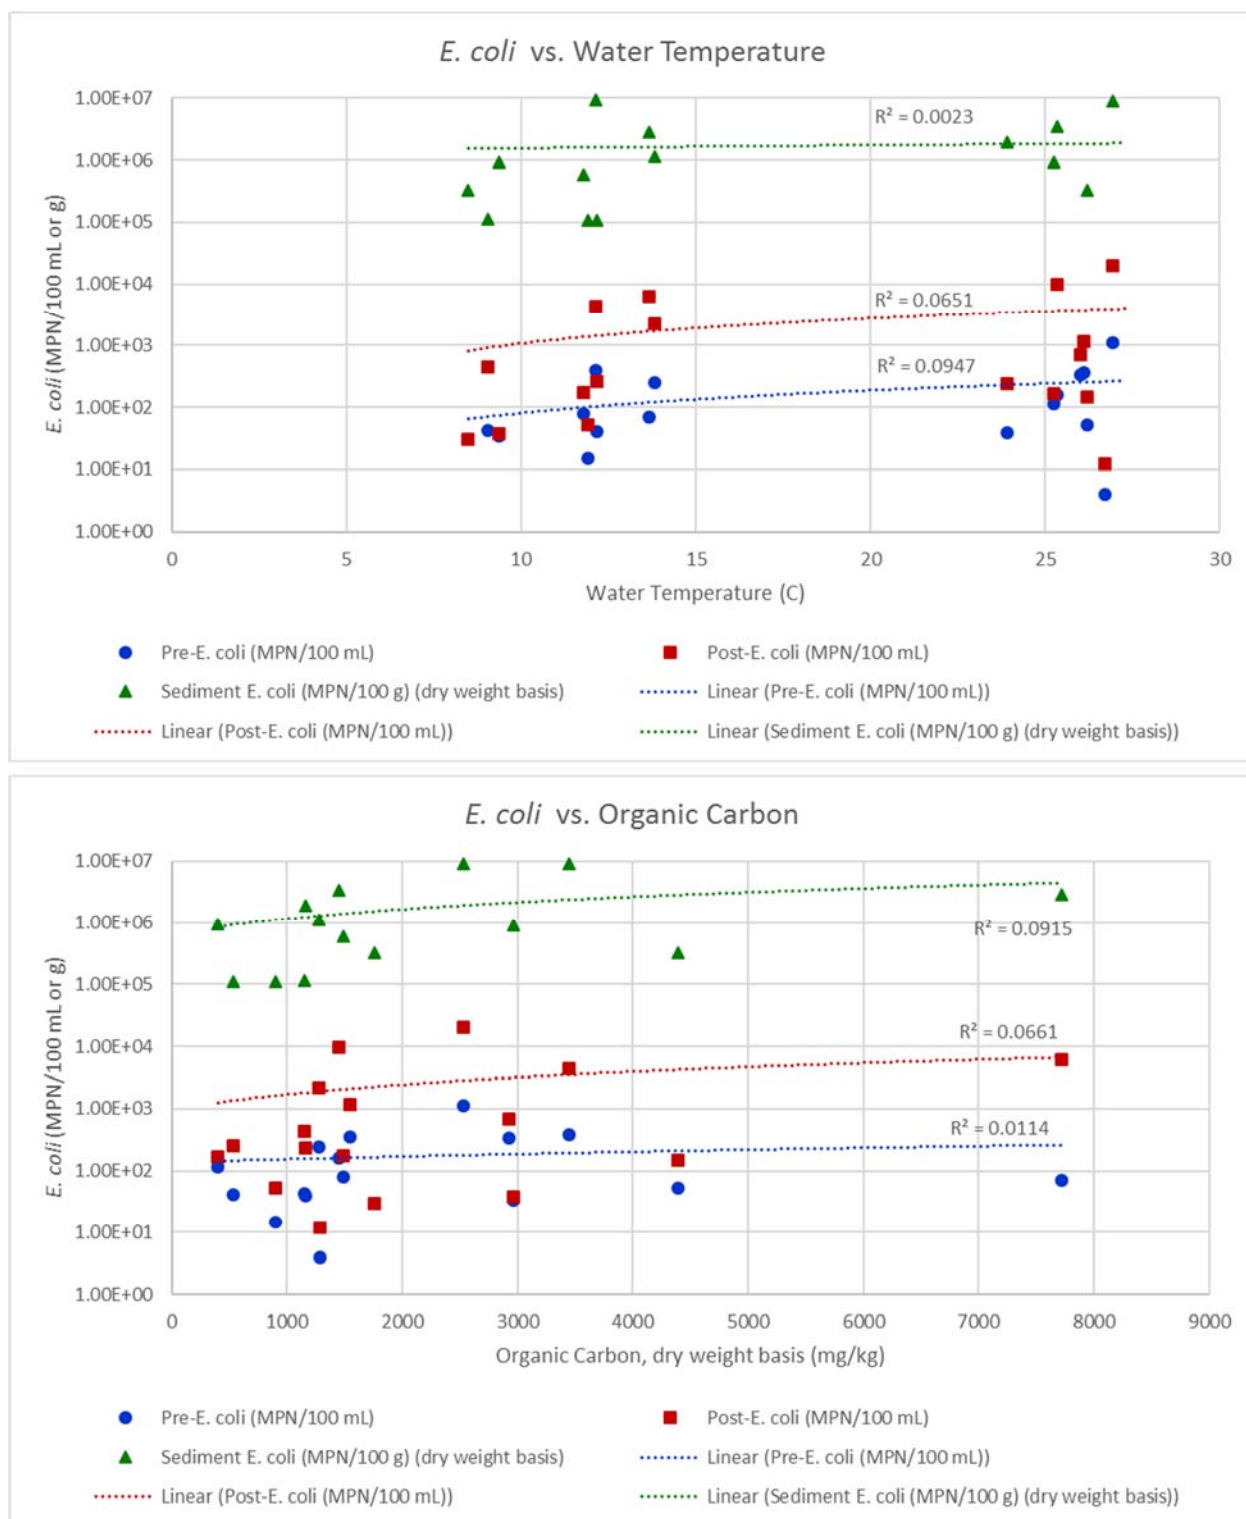 E. coli vs. Water Temperature
1.00E+07
1.00E+06
1.00E+05
1.00E+04
1.00E+03
1.00E+02
1.00E+01
1.00E+00
E. coli (MPN/100 mL or g)
R² = 0.0023
R² = 0.0651
R² = 0.0947
0 5 10 15 20 25 30
Water Temperature (C)
Pre-E. coli (MPN/100 mL) Post-E. coli (MPN/100 mL)
Sediment E. coli (MPN/100 g) (dry weight basis) Linear (Pre-E. coli (MPN/100 mL))
Linear (Post-E. coli (MPN/100 mL)) Linear (Sediment E. coli (MPN/100 g) (dry weight basis))
E. coli vs. Organic Carbon
1.00E+07
1.00E+06
1.00E+05
1.00E+04
1.00E+03
1.00E+02
1.00E+01
1.00E+00
E. coli (MPN/100 mL or g)
R² = 0.0915
R² = 0.0661
R² = 0.0114
0 1000 2000 3000 4000 5000 6000 7000 8000 9000
Organic Carbon, dry weight basis (mg/kg)
Pre-E. coli (MPN/100 mL) Post-E. coli (MPN/100 mL)
Sediment E. coli (MPN/100 g) (dry weight basis) Linear (Pre-E. coli (MPN/100 mL))
Linear (Post-E. coli (MPN/100 mL)) Linear (Sediment E. coli (MPN/100 g) (dry weight basis))